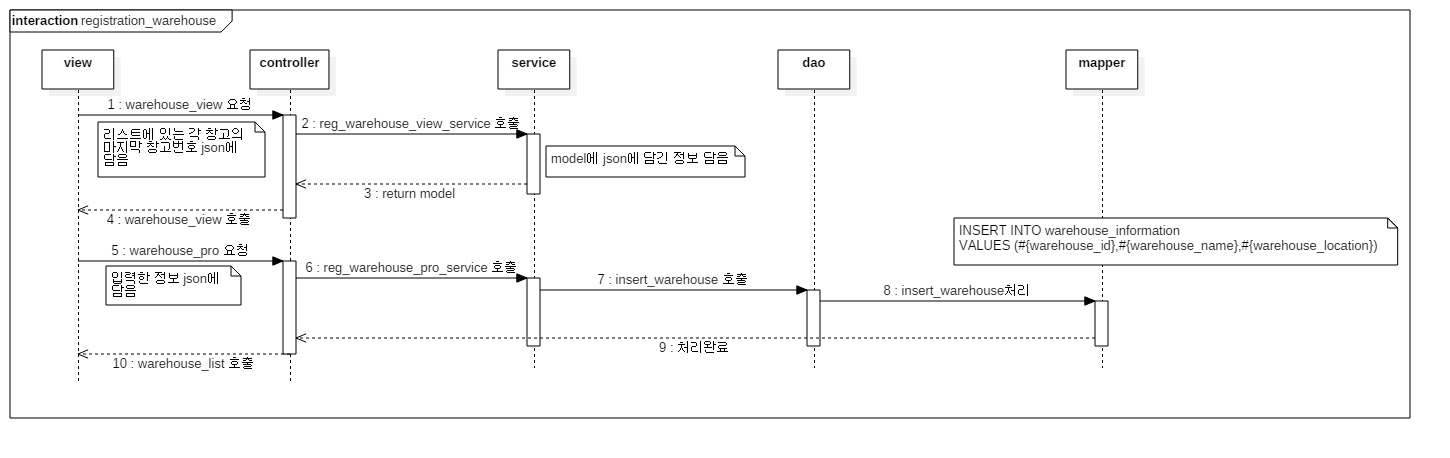 interaction registration_warehouse
view
controller
service
dao
mapper
1 : warehouse_view 요청
2 : reg_warehouse_view_service 호출
리스트에 있는 각 창고의
마지막 창고번호 json에
담음
model에 json에 담긴 정보 담음
3 : return model
4 : warehouse_view 호출
INSERT INTO warehouse_information
VALUES (#{warehouse_id},#{warehouse_name},#{warehouse_location})
5 : warehouse_pro 요청
6 : reg_warehouse_pro_service 호출
입력한 정보 json에
담음
7 : insert_warehouse 호출
8 : insert_warehouse처리
9 : 처리완료
10 : warehouse_list 호출